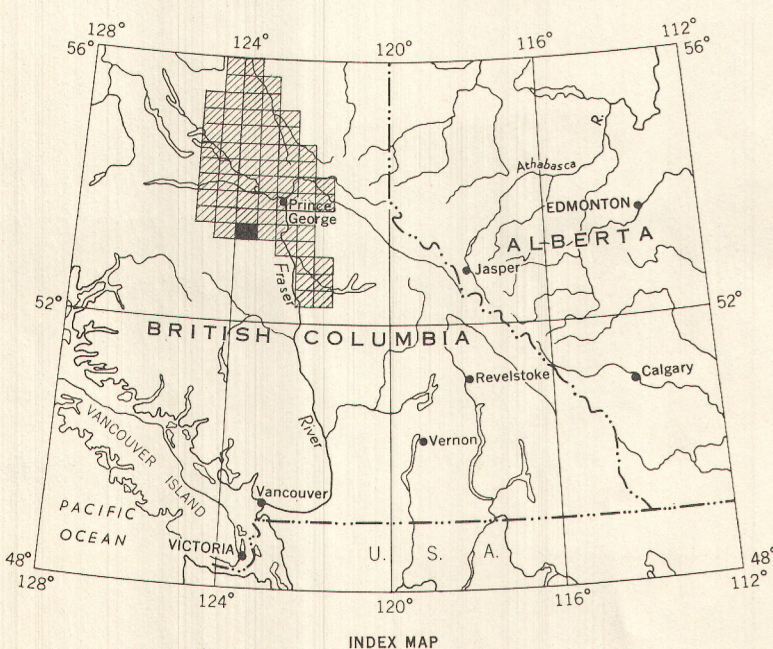 128°
124°
120°
116°
112°
56°
56°
R.
Athabasca
Prince
George
EDMONTON
ALBERTA
Jasper
Fraser
52°
52°
BRITISH COLUMBIA
Revelstoke
Calgary
River
Vernon
VANCOUVER
ISLAND
Vancouver
PACIFIC
OCEAN
VICTORIA
U. S. A.
48°
48°
128°
124°
120°
116°
112°
INDEX MAP